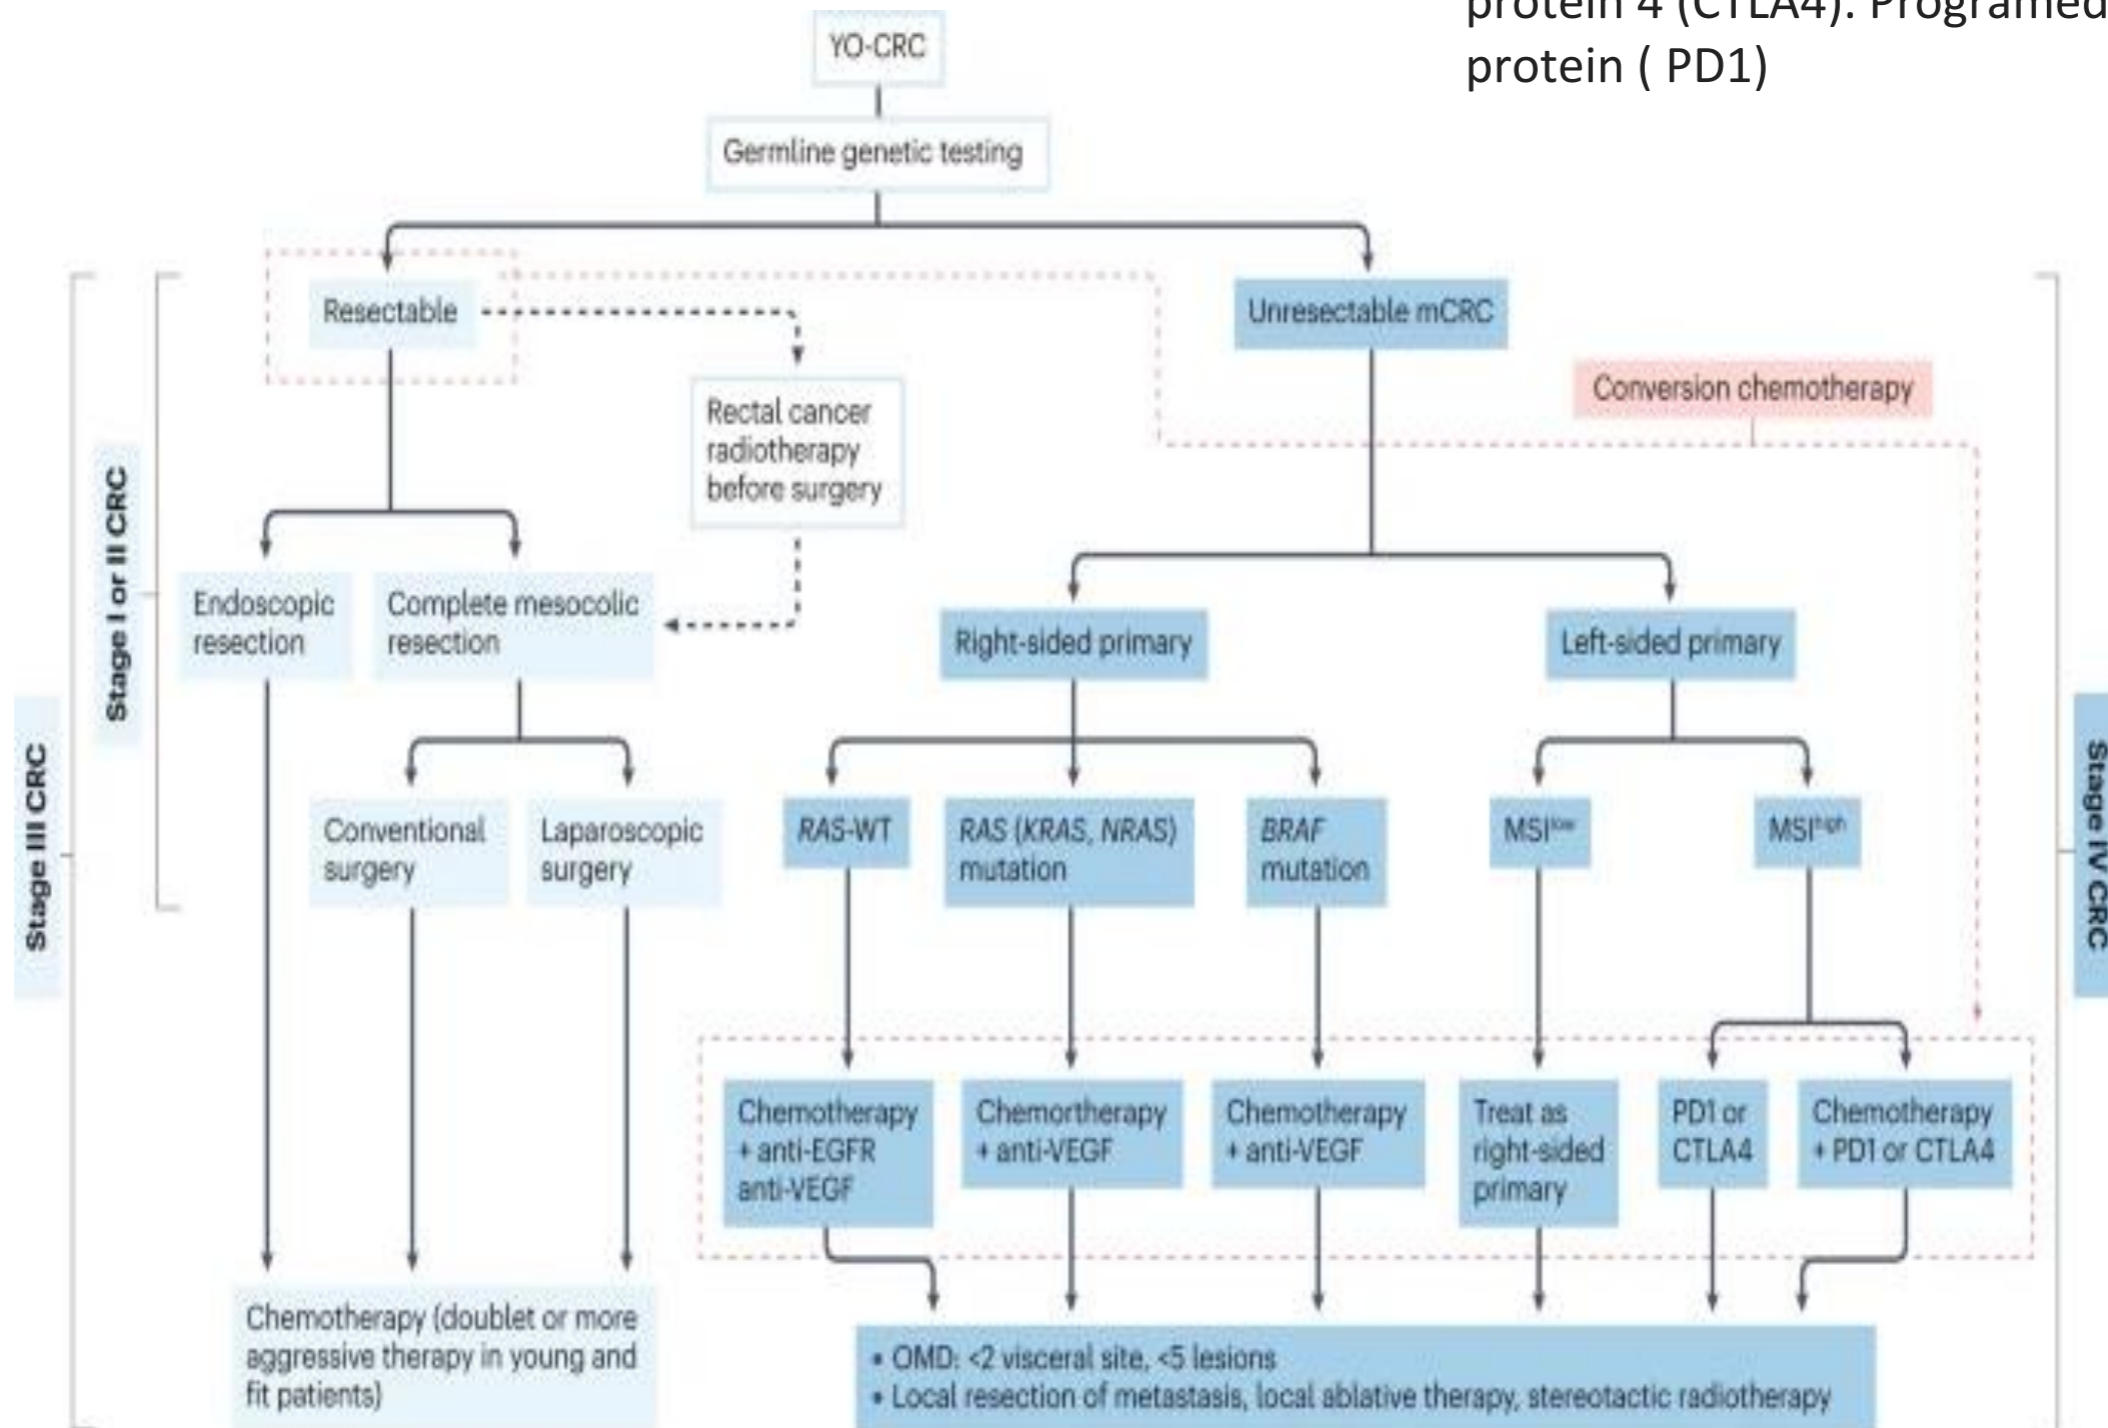 protein 4 (CTLA4). Programed
protein ( PD1)
YO-CRC
Germline genetic testing
Resectable
Unresectable mCRC
Conversion chemotherapy
Rectal cancer
radiotherapy
before surgery
Stage I or II CRC
Endoscopic
resection
Complete mesocolic
resection
Right-sided primary
Left-sided primary
Stage III CRC
Stage IV CRC
Conventional
surgery
Laparoscopic
surgery
RAS-WT
RAS (KRAS, NRAS)
mutation
BRAF
mutation
MSIlow
MSIhigh
Chemotherapy
+ anti-EGFR
anti-VEGF
Chemortherapy
+ anti-VEGF
Chemotherapy
+ anti-VEGF
Treat as
right-sided
primary
PD1 or
CTLA4
Chemotherapy
+ PD1 or CTLA4
Chemotherapy (doublet or more
aggressive therapy in young and
fit patients)
• OMD: <2 visceral site, <5 lesions
• Local resection of metastasis, local ablative therapy, stereotactic radiotherapy